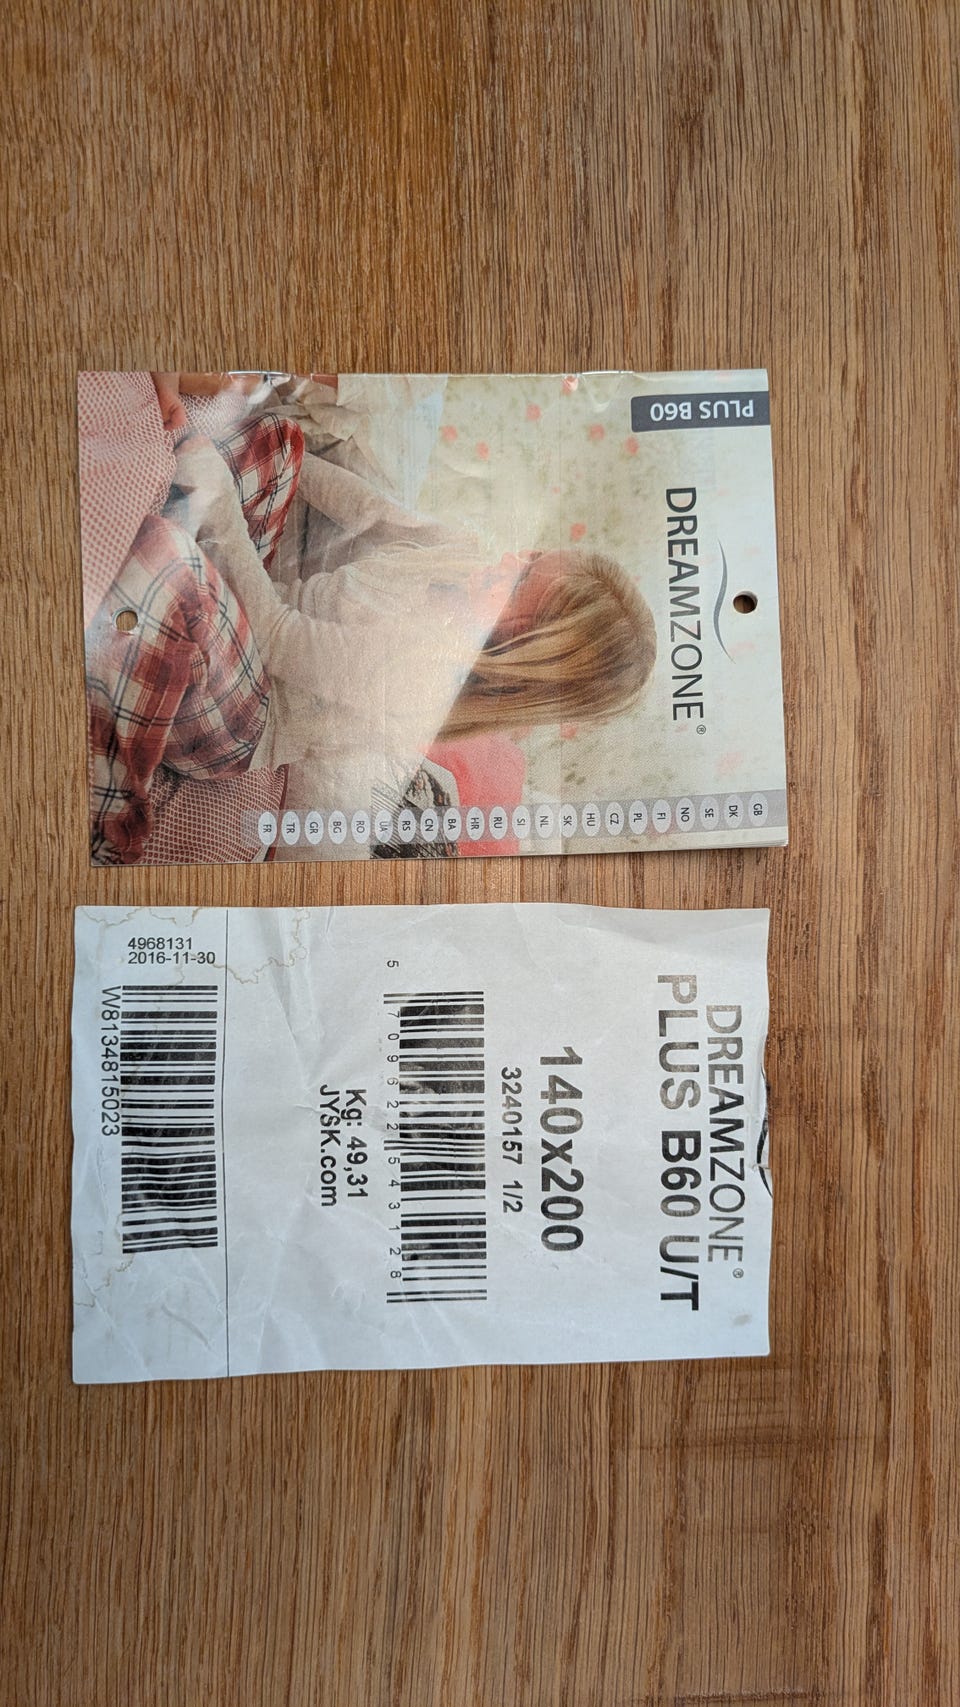 PLUS B60
DREAMZONE®
GB
DK
SE
NO
FI
PL
CZ
HU
SK
NL
SI
RU
HR
BA
CN
RS
UA
RO
BG
GR
TR
FR
DREAMZONE®
PLUS B60 U/T
140x200
3240157 1/2
5 709622 543128
Kg: 49,31
JYSK.com
4968131
2016-11-30
W8134815023